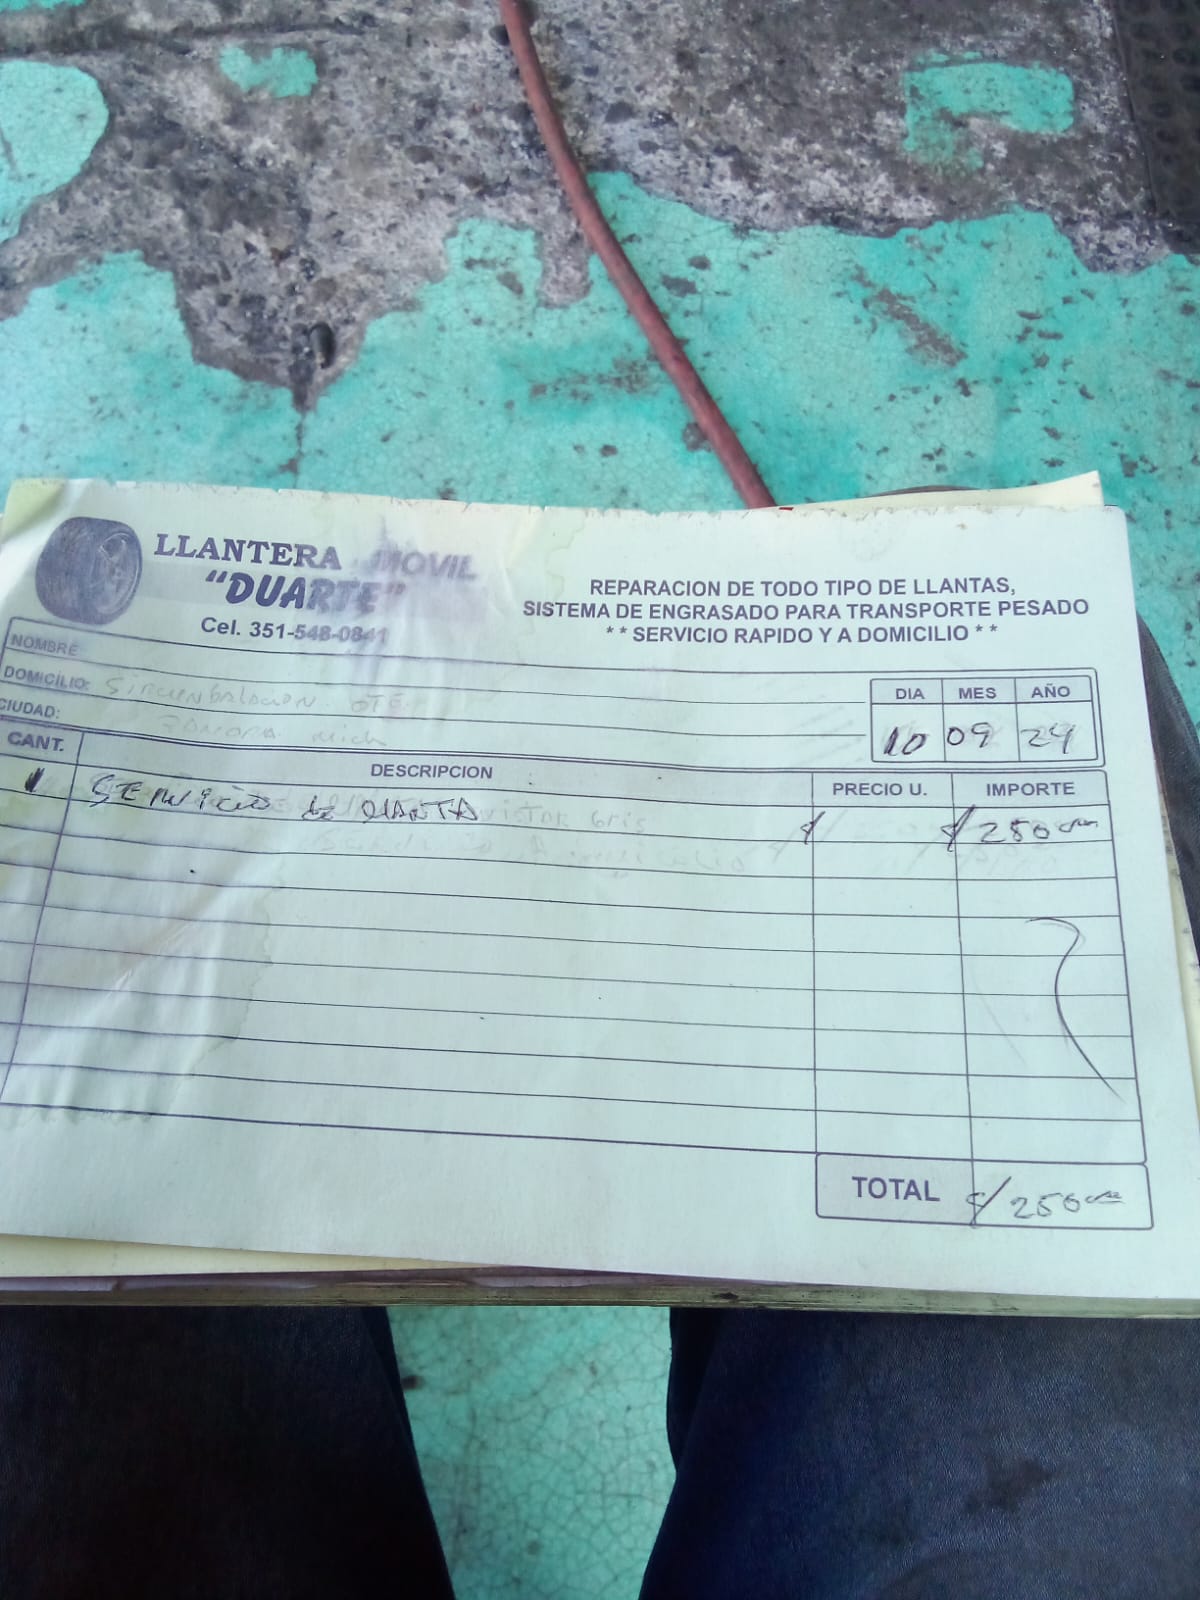 LLANTERA MOVIL
"DUARTE"
Cel. 351-548-0841
REPARACION DE TODO TIPO DE LLANTAS,
SISTEMA DE ENGRASADO PARA TRANSPORTE PESADO
* * SERVICIO RAPIDO Y A DOMICILIO * *
NOMBRE:
DOMICILIO: Sircunbalacion OTE.
CIUDAD: Zamora Mich
DIA MES AÑO
10 09 24
CANT. DESCRIPCION PRECIO U. IMPORTE
1 SERVICIO de LLANTA $ $250
TOTAL $250